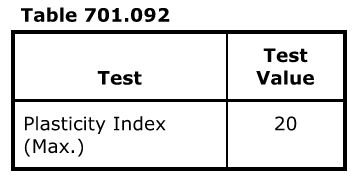 Table 701.092
Test
Test
Value
Plasticity Index
(Max.)
20